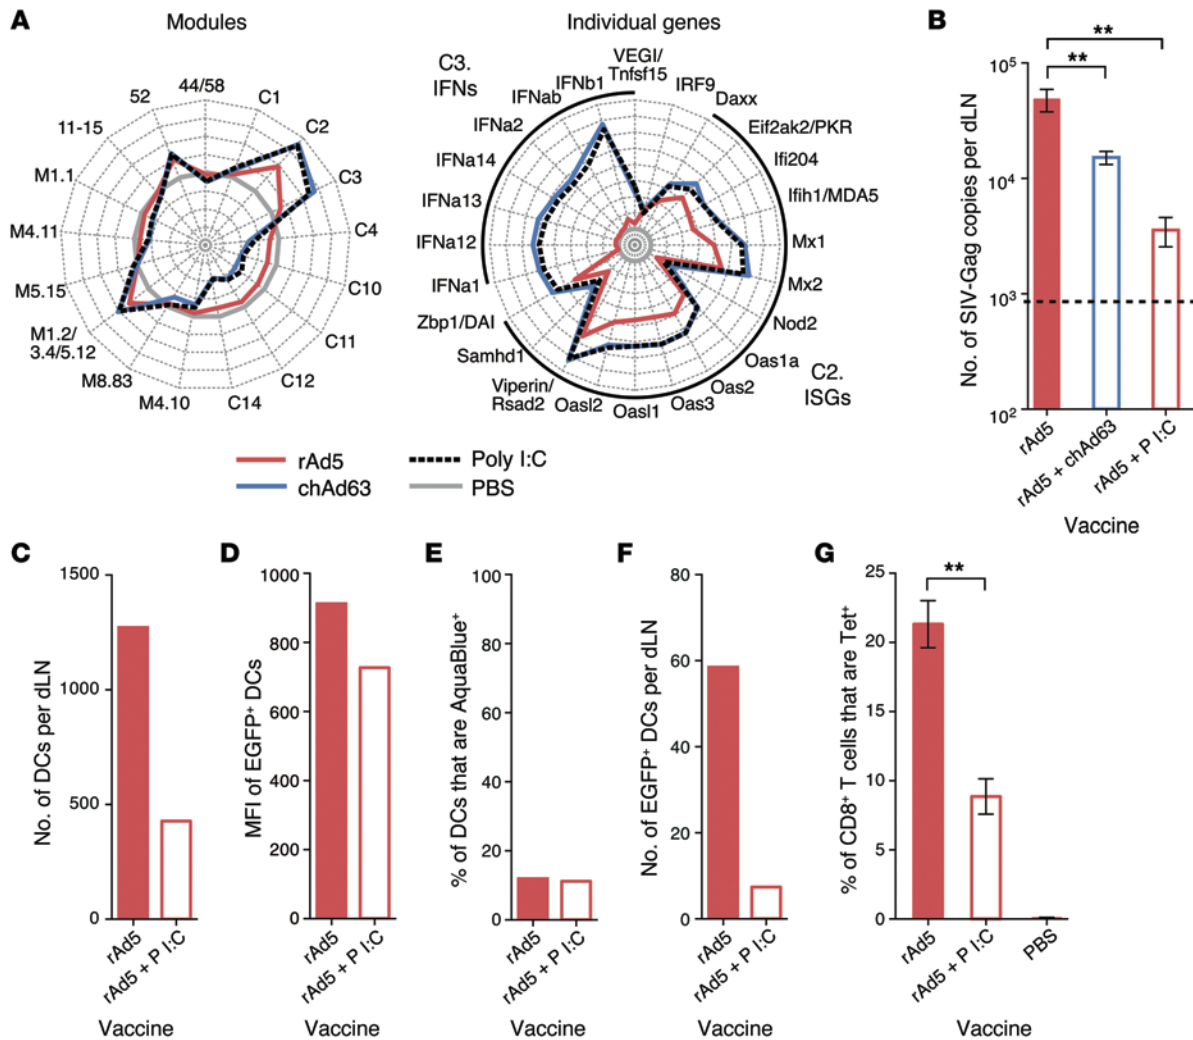 A
Modules
44/58
C1
C2
C3
C4
C10
C11
C12
C14
M4.10
M8.83
M1.2/
3.4/5.12
M5.15
M4.11
M1.1
11-15
52
Individual genes
C3.
IFNs
VEGI/
Tnfsf15
IRF9
Daxx
Eif2ak2/PKR
Ifi204
Ifih1/MDA5
Mx1
Mx2
Nod2
Oas1a
Oas2
Oas3
Oasl1
Oasl2
Viperin/
Rsad2
Samhd1
Zbp1/DAI
IFNa1
IFNa12
IFNa13
IFNa14
IFNa2
IFNab
IFNb1
C2.
ISGs
rAd5
chAd63
Poly I:C
PBS
B
No. of SIV-Gag copies per dLN
10⁵
10⁴
10³
10²
**
**
rAd5
rAd5 + chAd63
rAd5 + P I:C
Vaccine
C
No. of DCs per dLN
1500
1000
500
0
rAd5
rAd5 + P I:C
Vaccine
D
MFI of EGFP⁺ DCs
1000
800
600
400
200
0
rAd5
rAd5 + P I:C
Vaccine
E
% of DCs that are AquaBlue⁺
100
80
60
40
20
0
rAd5
rAd5 + P I:C
Vaccine
F
No. of EGFP⁺ DCs per dLN
80
60
40
20
0
rAd5
rAd5 + P I:C
Vaccine
G
% of CD8⁺ T cells that are Tet⁺
25
20
15
10
5
0
**
rAd5
rAd5 + P I:C
PBS
Vaccine